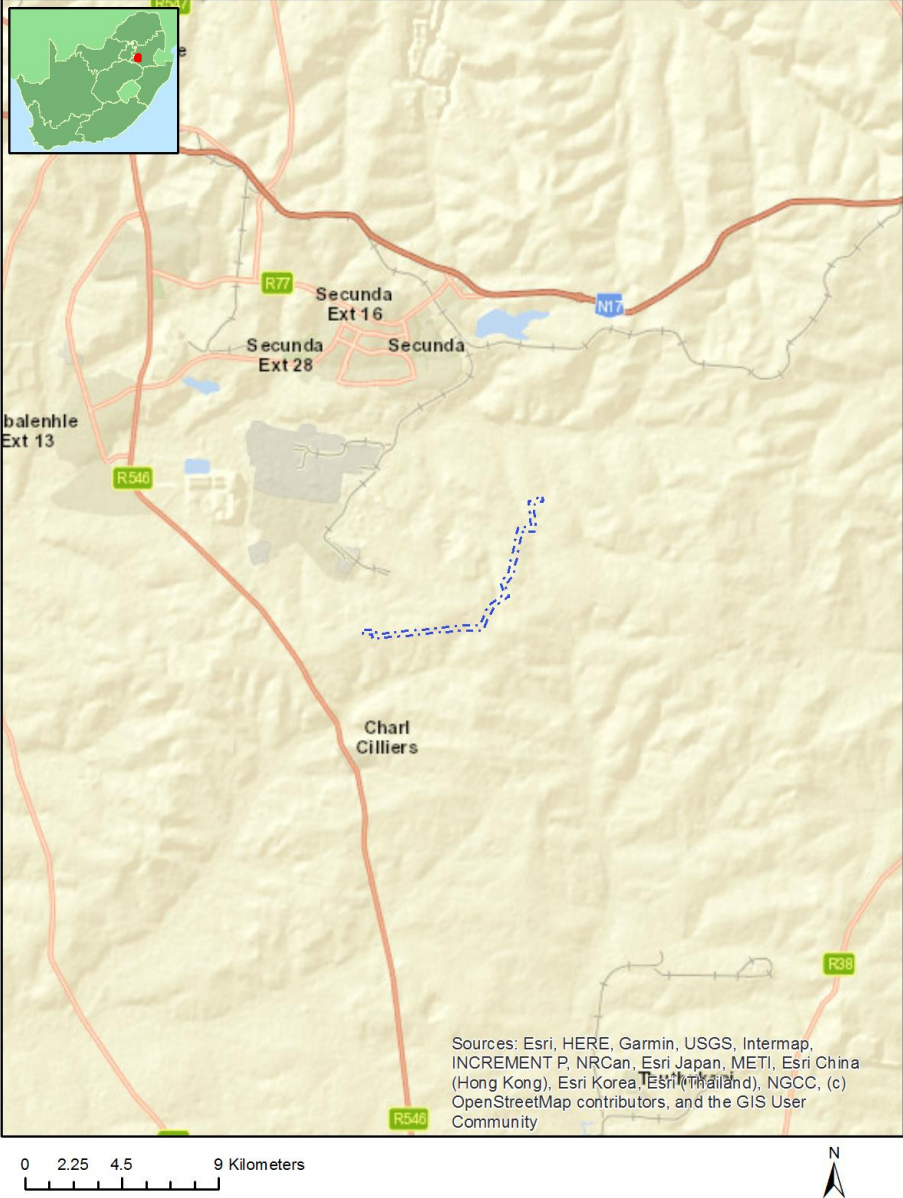 R547
e
R77
Secunda
Ext 16
N17
Secunda
Ext 28
Secunda
balenhle
Ext 13
R546
Charl
Cilliers
R38
Sources: Esri, HERE, Garmin, USGS, Intermap,
INCREMENT P, NRCan, Esri Japan, METI, Esri China
(Hong Kong), Esri Korea, Esri (Thailand), NGCC, (c)
OpenStreetMap contributors, and the GIS User
Community
R546
0 2.25 4.5 9 Kilometers
N